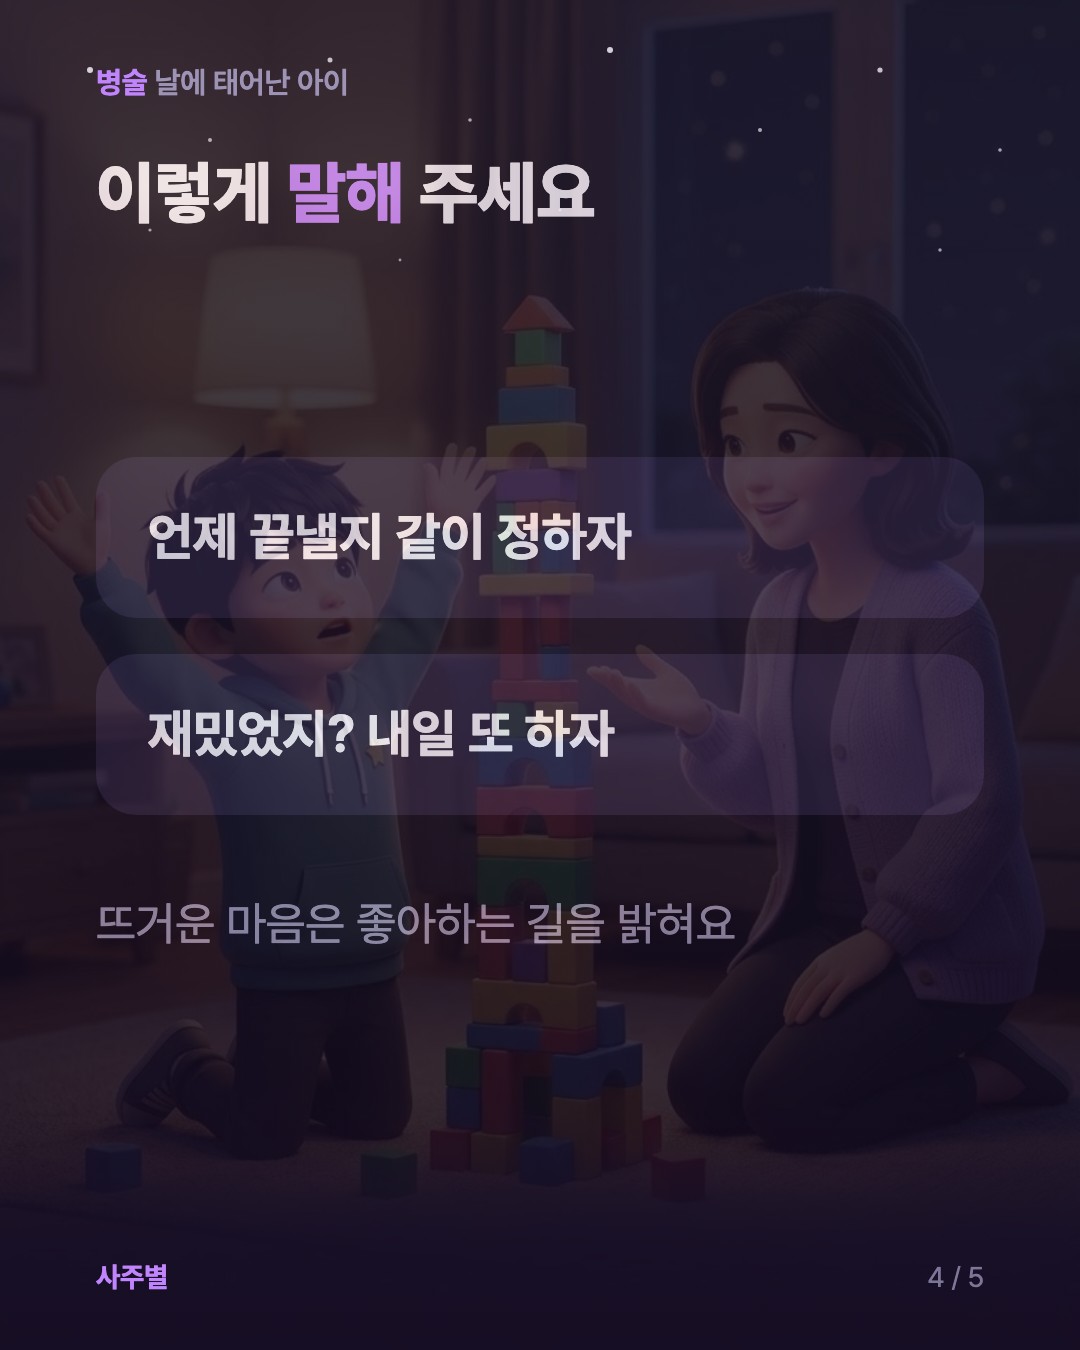 병술 날에 태어난 아이
이렇게 말해 주세요
언제 끝낼지 같이 정하자
재밌었지? 내일 또 하자
뜨거운 마음은 좋아하는 길을 밝혀요
사주별
4 / 5